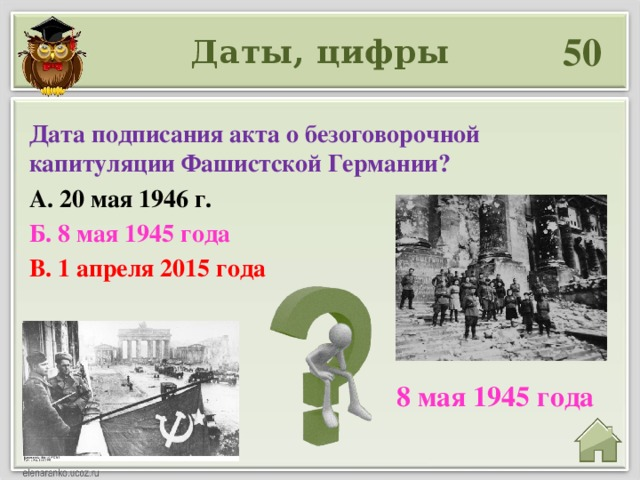 Даты, цифры
50
Дата подписания акта о безоговорочной
капитуляции Фашистской Германии?
А. 20 мая 1946 г.
Б. 8 мая 1945 года
В. 1 апреля 2015 года
8 мая 1945 года
elenaranko.ucoz.ru